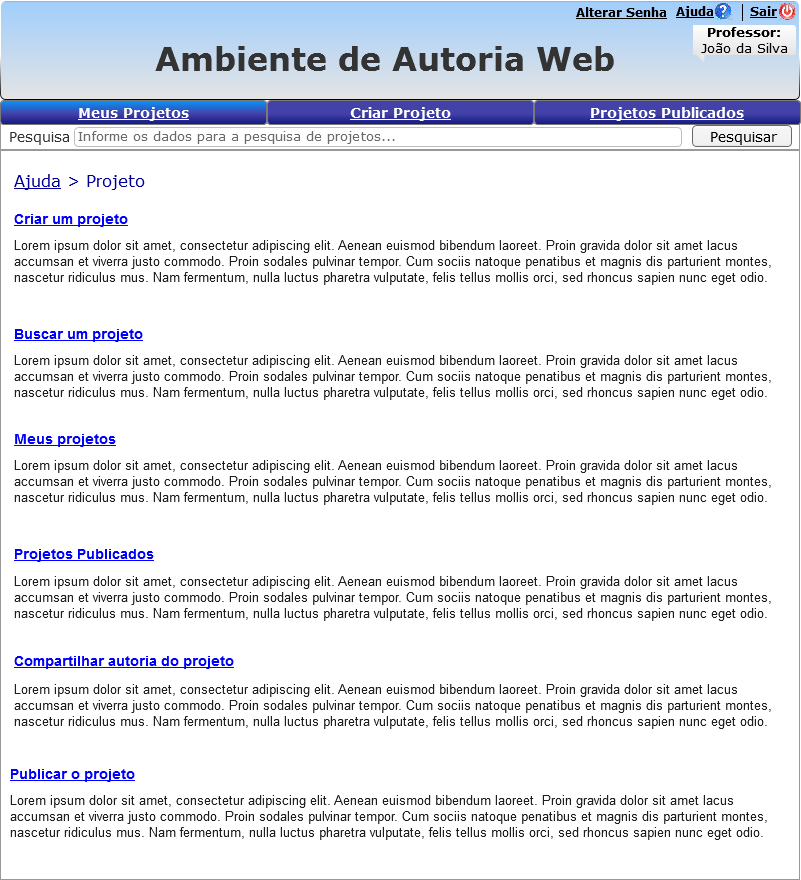 Alterar Senha Ajuda? Sair
Professor:
João da Silva
Ambiente de Autoria Web
Meus Projetos Criar Projeto Projetos Publicados
Pesquisa Informe os dados para a pesquisa de projetos... Pesquisar
Ajuda > Projeto
Criar um projeto
Lorem ipsum dolor sit amet, consectetur adipiscing elit. Aenean euismod bibendum laoreet. Proin gravida dolor sit amet lacus
accumsan et viverra justo commodo. Proin sodales pulvinar tempor. Cum sociis natoque penatibus et magnis dis parturient montes,
nascetur ridiculus mus. Nam fermentum, nulla luctus pharetra vulputate, felis tellus mollis orci, sed rhoncus sapien nunc eget odio.
Buscar um projeto
Lorem ipsum dolor sit amet, consectetur adipiscing elit. Aenean euismod bibendum laoreet. Proin gravida dolor sit amet lacus
accumsan et viverra justo commodo. Proin sodales pulvinar tempor. Cum sociis natoque penatibus et magnis dis parturient montes,
nascetur ridiculus mus. Nam fermentum, nulla luctus pharetra vulputate, felis tellus mollis orci, sed rhoncus sapien nunc eget odio.
Meus projetos
Lorem ipsum dolor sit amet, consectetur adipiscing elit. Aenean euismod bibendum laoreet. Proin gravida dolor sit amet lacus
accumsan et viverra justo commodo. Proin sodales pulvinar tempor. Cum sociis natoque penatibus et magnis dis parturient montes,
nascetur ridiculus mus. Nam fermentum, nulla luctus pharetra vulputate, felis tellus mollis orci, sed rhoncus sapien nunc eget odio.
Projetos Publicados
Lorem ipsum dolor sit amet, consectetur adipiscing elit. Aenean euismod bibendum laoreet. Proin gravida dolor sit amet lacus
accumsan et viverra justo commodo. Proin sodales pulvinar tempor. Cum sociis natoque penatibus et magnis dis parturient montes,
nascetur ridiculus mus. Nam fermentum, nulla luctus pharetra vulputate, felis tellus mollis orci, sed rhoncus sapien nunc eget odio.
Compartilhar autoria do projeto
Lorem ipsum dolor sit amet, consectetur adipiscing elit. Aenean euismod bibendum laoreet. Proin gravida dolor sit amet lacus
accumsan et viverra justo commodo. Proin sodales pulvinar tempor. Cum sociis natoque penatibus et magnis dis parturient montes,
nascetur ridiculus mus. Nam fermentum, nulla luctus pharetra vulputate, felis tellus mollis orci, sed rhoncus sapien nunc eget odio.
Publicar o projeto
Lorem ipsum dolor sit amet, consectetur adipiscing elit. Aenean euismod bibendum laoreet. Proin gravida dolor sit amet lacus
accumsan et viverra justo commodo. Proin sodales pulvinar tempor. Cum sociis natoque penatibus et magnis dis parturient montes,
nascetur ridiculus mus. Nam fermentum, nulla luctus pharetra vulputate, felis tellus mollis orci, sed rhoncus sapien nunc eget odio.